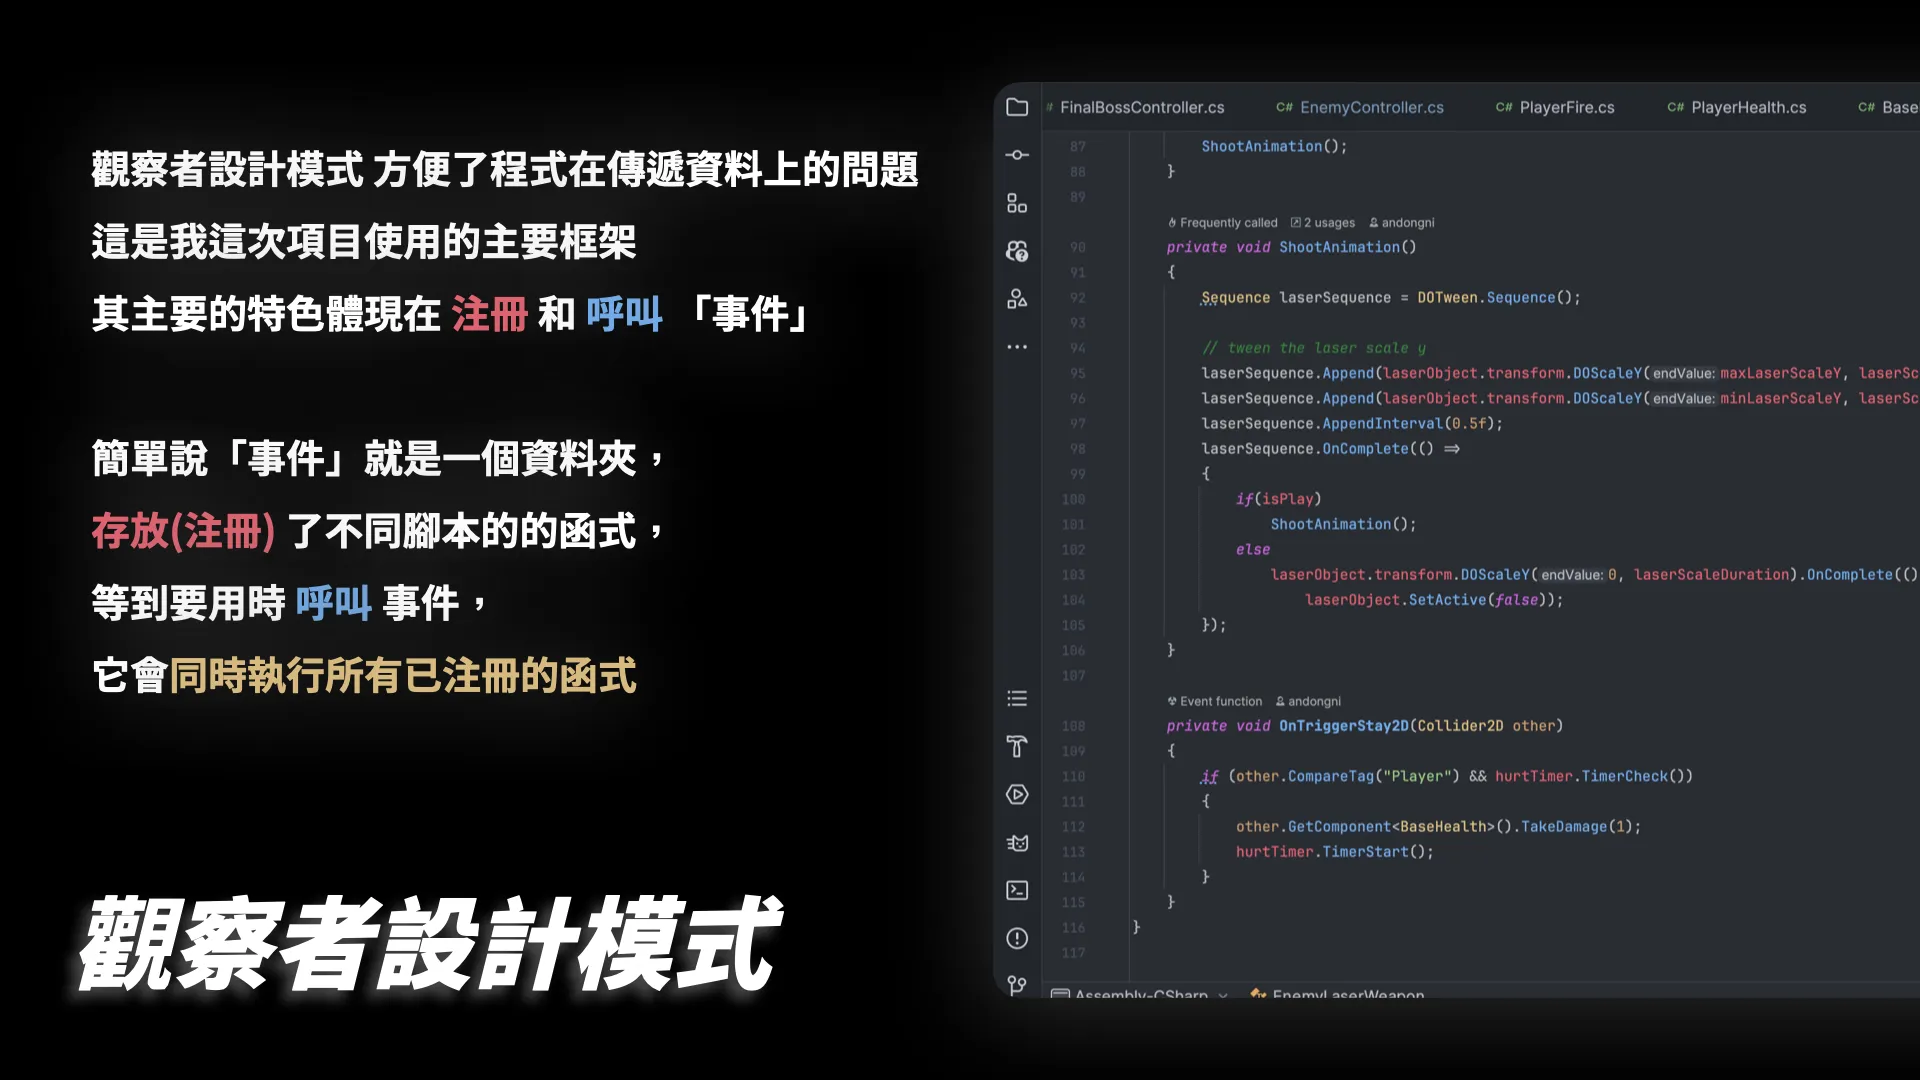 觀察者設計模式 方便了程式在傳遞資料上的問題
這是我這次項目使用的主要框架
其主要的特色體現在 注冊 和 呼叫 「事件」
簡單說「事件」就是一個資料夾，
存放(注冊) 了不同腳本的的函式，
等到要用時 呼叫 事件，
它會同時執行所有已注冊的函式
觀察者設計模式
FinalBossController.cs C# EnemyController.cs C# PlayerFire.cs C# PlayerHealth.cs C# Base
87 ShootAnimation();
88 }
89
Frequently called 2 usages andongni
90 private void ShootAnimation()
91 {
92 Sequence laserSequence = DOTween.Sequence();
93
94 // tween the laser scale y
95 laserSequence.Append(laserObject.transform.DOScaleY(endValue: maxLaserScaleY, laserSc
96 laserSequence.Append(laserObject.transform.DOScaleY(endValue: minLaserScaleY, laserSc
97 laserSequence.AppendInterval(0.5f);
98 laserSequence.OnComplete(() =>
99 {
100 if(isPlay)
101 ShootAnimation();
102 else
103 laserObject.transform.DOScaleY(endValue: 0, laserScaleDuration).OnComplete(()
104 laserObject.SetActive(false));
105 });
106 }
107
Event function andongni
108 private void OnTriggerStay2D(Collider2D other)
109 {
110 if (other.CompareTag("Player") && hurtTimer.TimerCheck())
111 {
112 other.GetComponent<BaseHealth>().TakeDamage(1);
113 hurtTimer.TimerStart();
114 }
115 }
116 }
117
Assembly-CSharp EnemyLaserWeapon